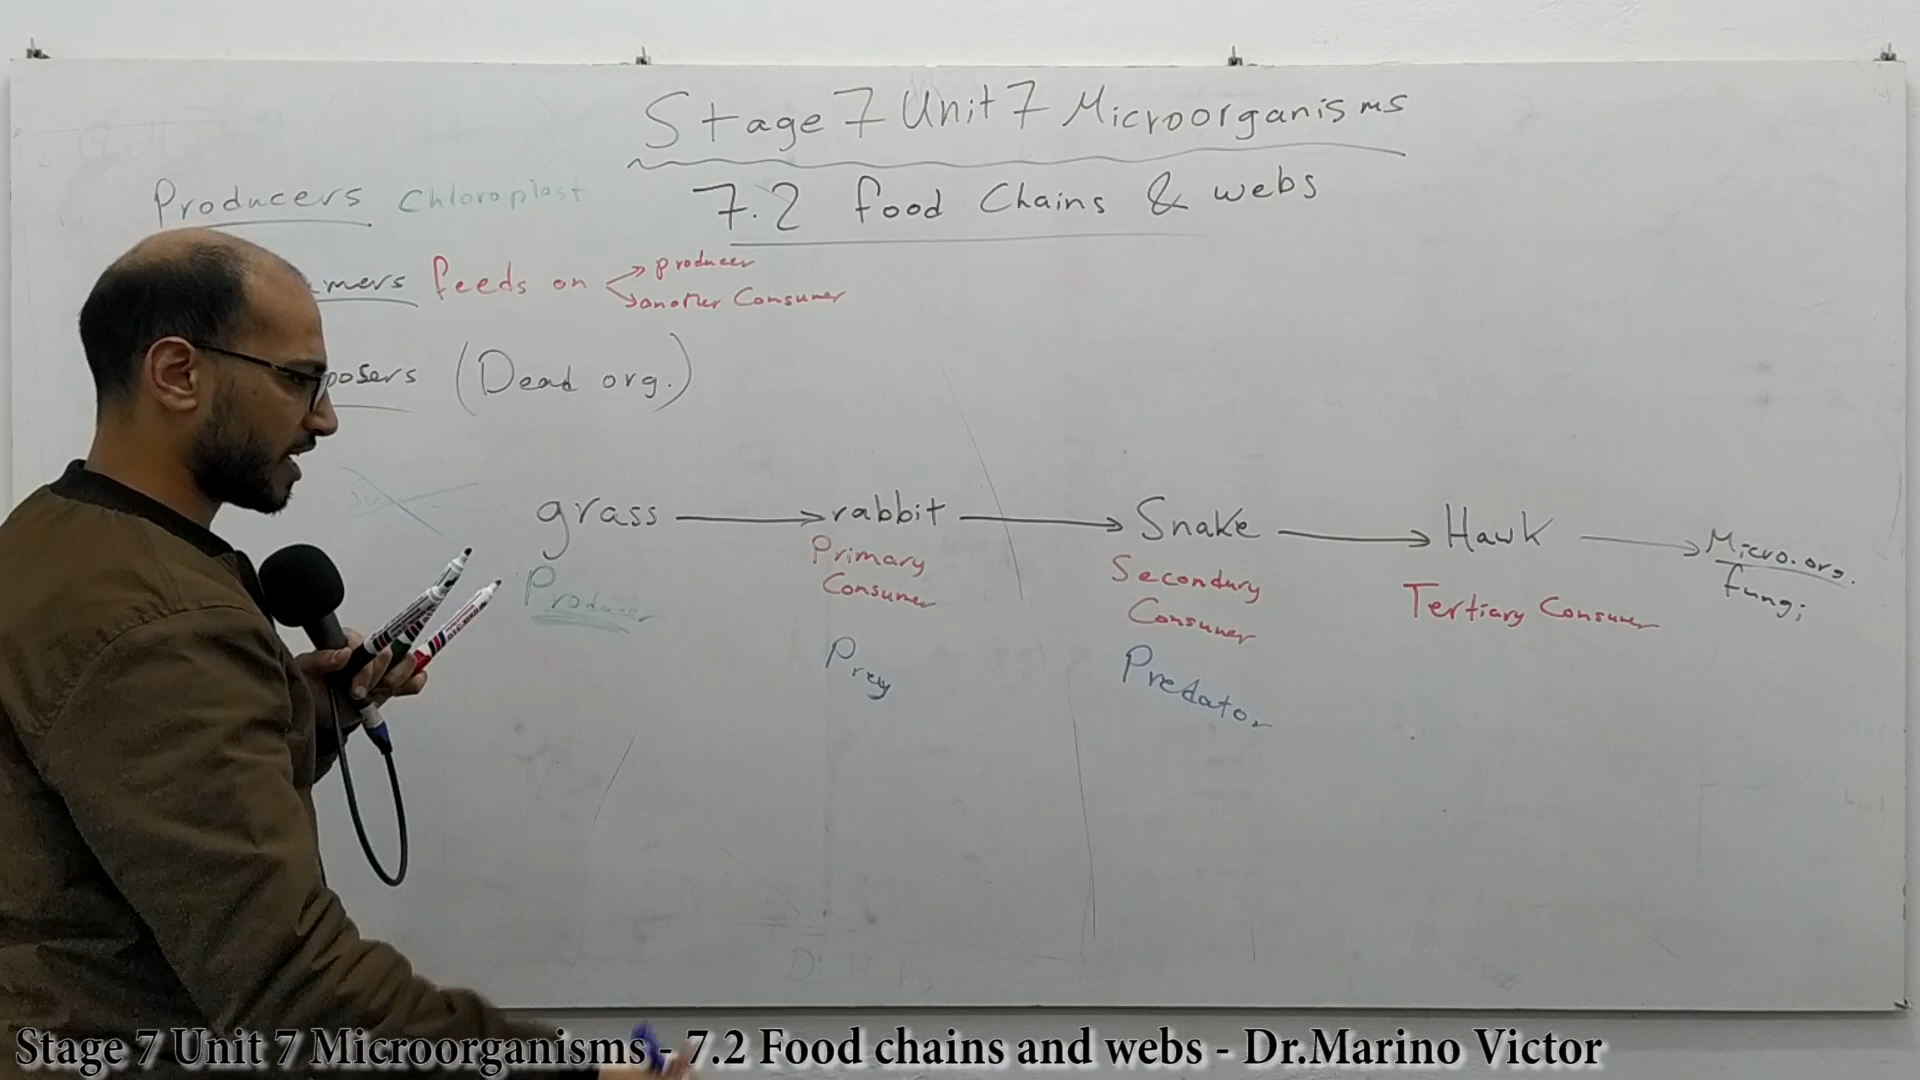 Stage 7 Unit 7 Microorganisms
7.2 food Chains & webs
Producers Chloroplast
mers feeds on producer
another Consumer
posers (Dead org.)
grass rabbit Snake Hawk Micro.org.
fungi
Producer Primary Consumer Secondary Consumer Tertiary Consumer
Prey Predator
Stage 7 Unit 7 Microorganisms - 7.2 Food chains and webs - Dr.Marino Victor